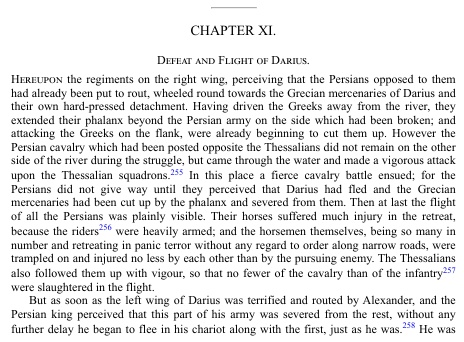 CHAPTER XI.
Defeat and Flight of Darius.
Hereupon the regiments on the right wing, perceiving that the Persians opposed to them
had already been put to rout, wheeled round towards the Grecian mercenaries of Darius and
their own hard-pressed detachment. Having driven the Greeks away from the river, they
extended their phalanx beyond the Persian army on the side which had been broken; and
attacking the Greeks on the flank, were already beginning to cut them up. However the
Persian cavalry which had been posted opposite the Thessalians did not remain on the other
side of the river during the struggle, but came through the water and made a vigorous attack
upon the Thessalian squadrons.255 In this place a fierce cavalry battle ensued; for the
Persians did not give way until they perceived that Darius had fled and the Grecian
mercenaries had been cut up by the phalanx and severed from them. Then at last the flight
of all the Persians was plainly visible. Their horses suffered much injury in the retreat,
because the riders256 were heavily armed; and the horsemen themselves, being so many in
number and retreating in panic terror without any regard to order along narrow roads, were
trampled on and injured no less by each other than by the pursuing enemy. The Thessalians
also followed them up with vigour, so that no fewer of the cavalry than of the infantry257
were slaughtered in the flight.
But as soon as the left wing of Darius was terrified and routed by Alexander, and the
Persian king perceived that this part of his army was severed from the rest, without any
further delay he began to flee in his chariot along with the first, just as he was.258 He was